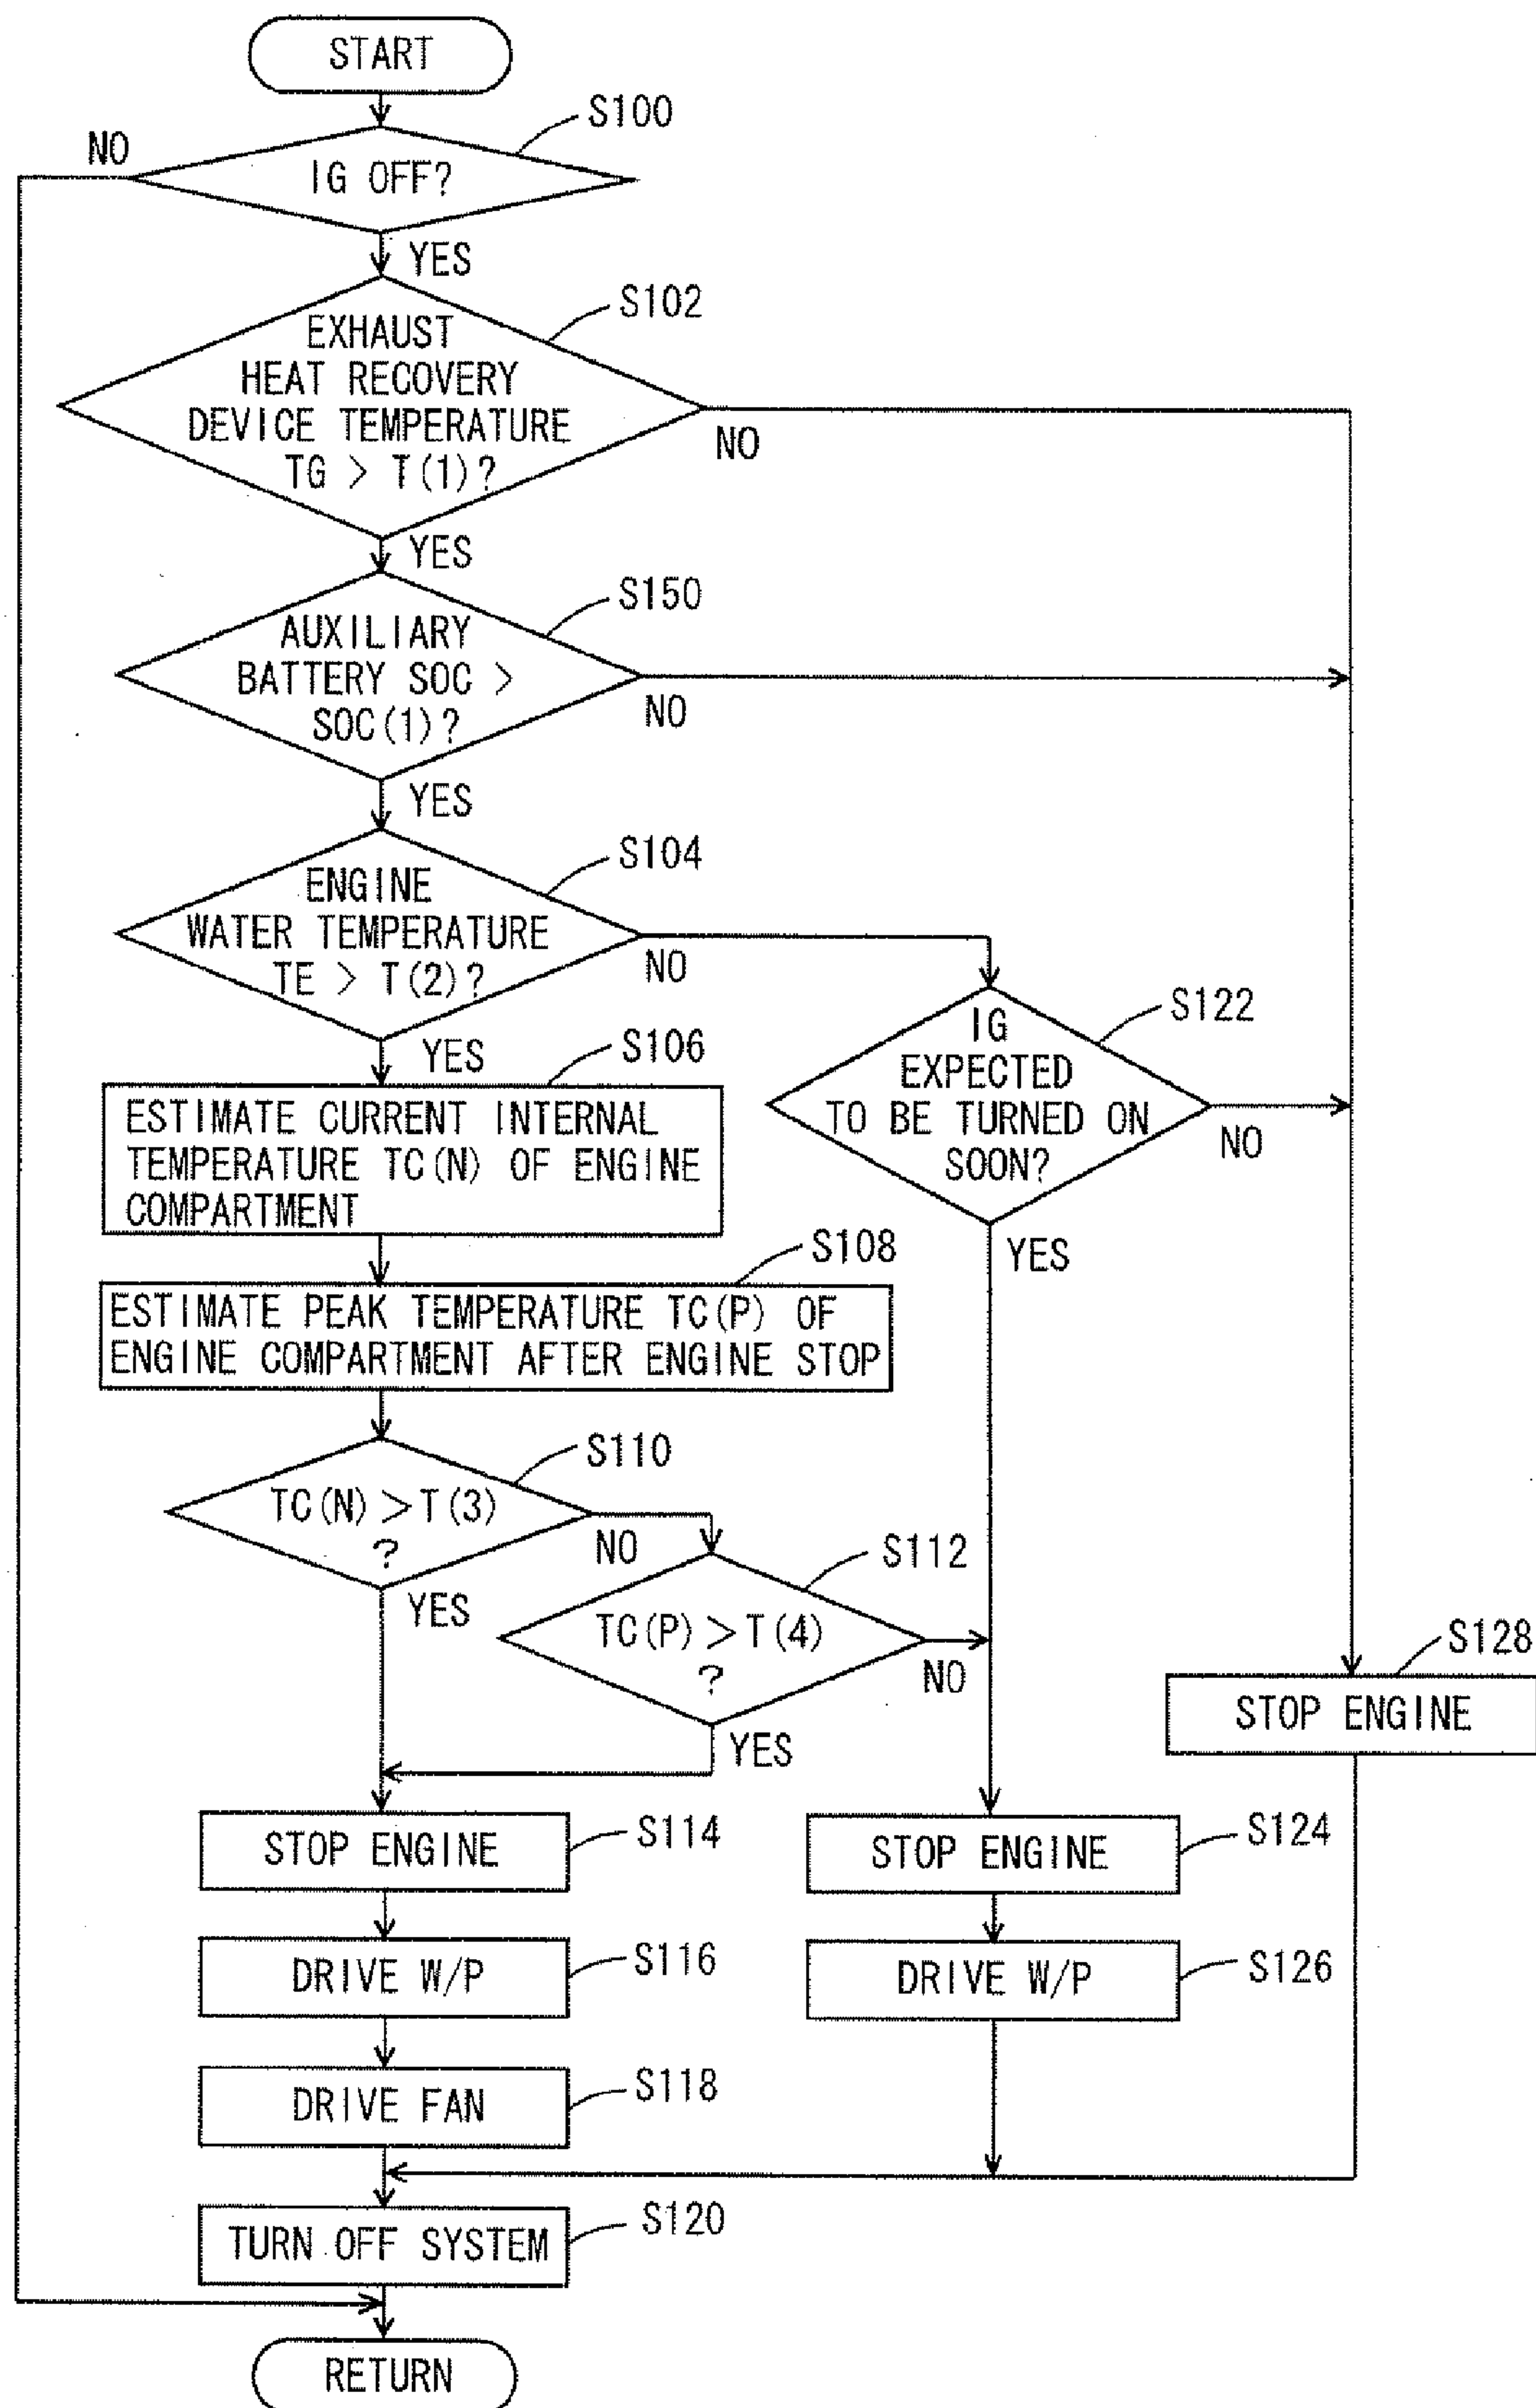 START
S100
NO
IG OFF?
YES
S102
EXHAUST
HEAT RECOVERY
DEVICE TEMPERATURE
TG > T(1)?
NO
YES
S150
AUXILIARY
BATTERY SOC >
SOC(1)?
NO
YES
S104
ENGINE
WATER TEMPERATURE
TE > T(2)?
NO
YES
S122
IG
EXPECTED
TO BE TURNED ON
SOON?
NO
YES
S106
ESTIMATE CURRENT INTERNAL
TEMPERATURE TC(N) OF ENGINE
COMPARTMENT
S108
ESTIMATE PEAK TEMPERATURE TC(P) OF
ENGINE COMPARTMENT AFTER ENGINE STOP
S110
TC(N) > T(3)
?
NO
YES
S112
TC(P) > T(4)
?
NO
YES
S128
STOP ENGINE
STOP ENGINE
S114
STOP ENGINE
S124
DRIVE W/P
S116
DRIVE W/P
S126
DRIVE FAN
S118
TURN OFF SYSTEM
S120
RETURN